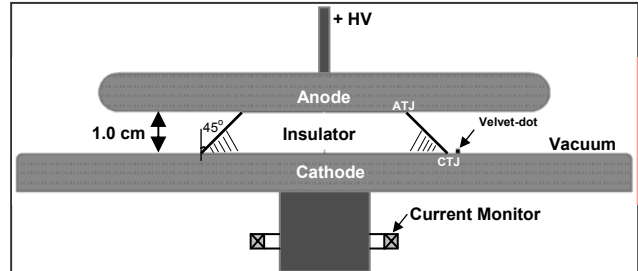 + HV
Anode
ATJ
1.0 cm
45°
Insulator
Velvet-dot
Vacuum
CTJ
Cathode
Current Monitor